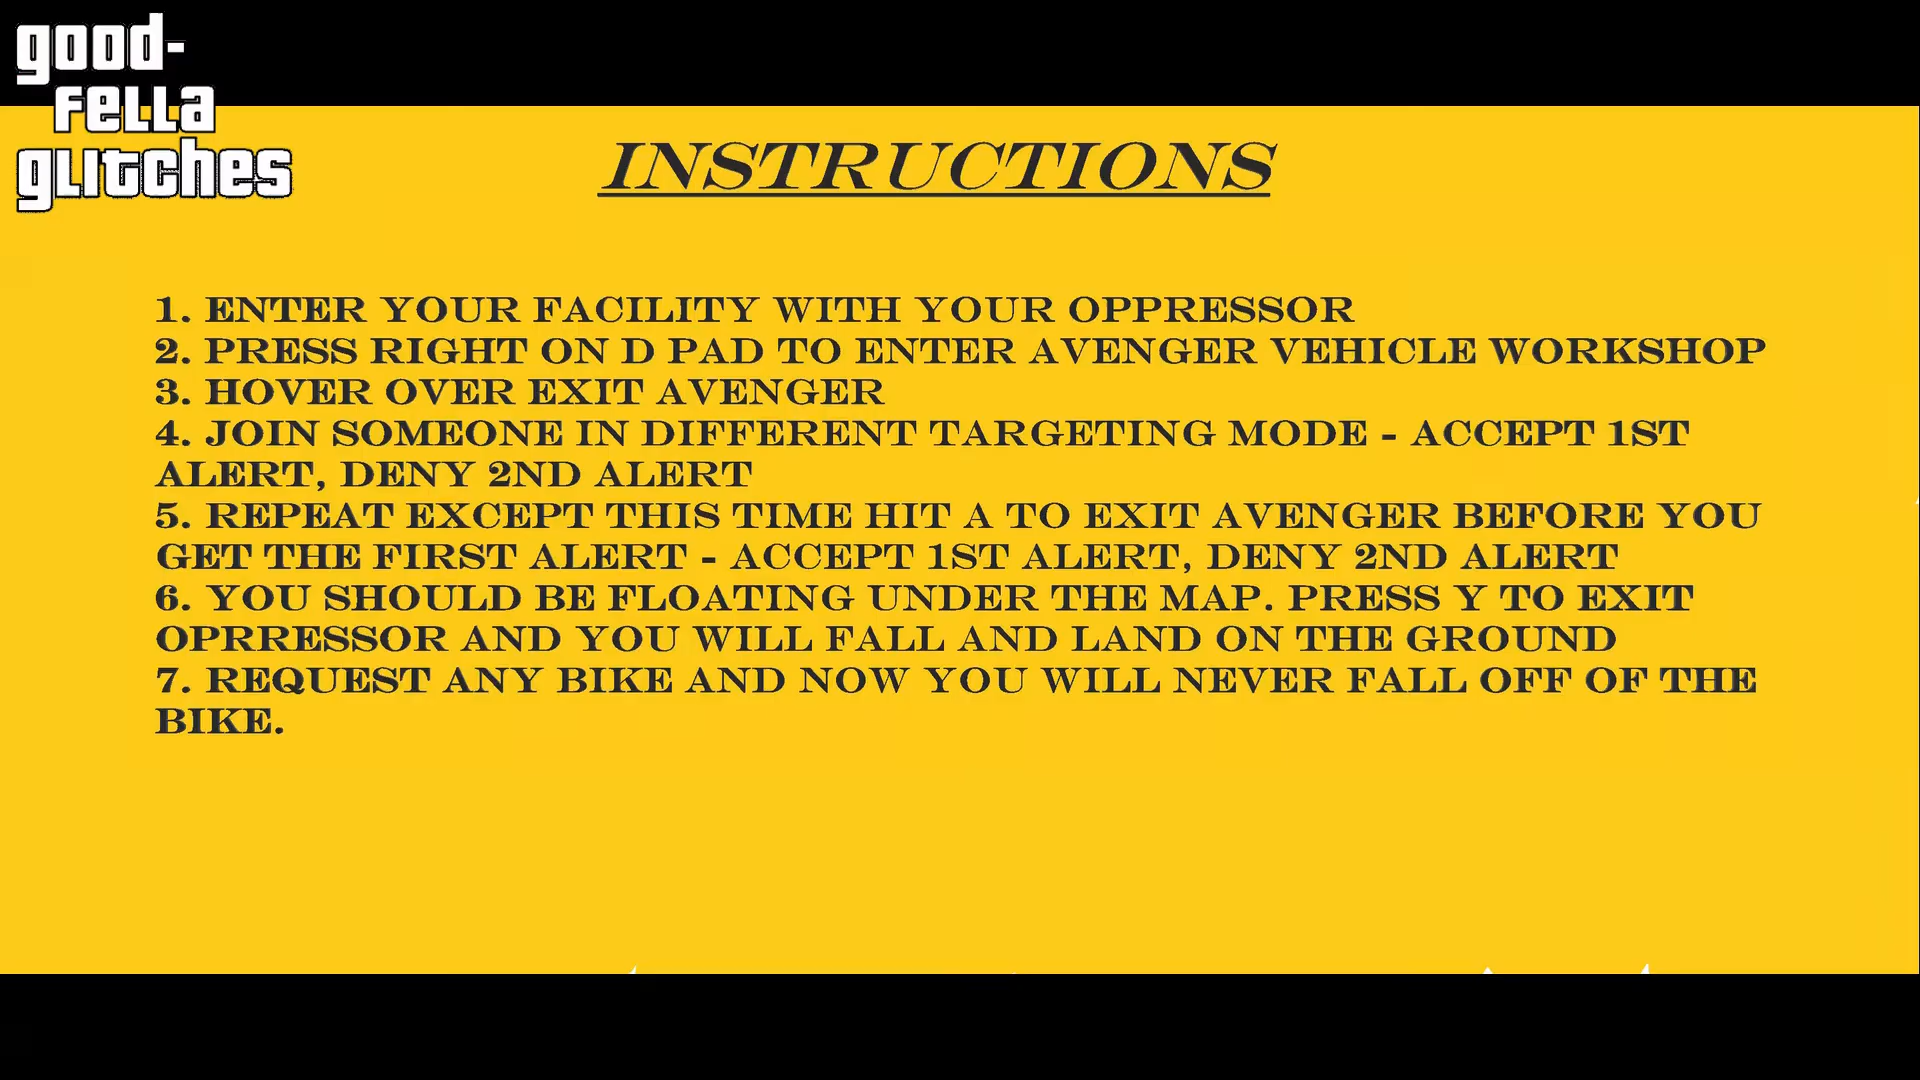 good-
fella
glitches
INSTRUCTIONS
1. ENTER YOUR FACILITY WITH YOUR OPPRESSOR
2. PRESS RIGHT ON D PAD TO ENTER AVENGER VEHICLE WORKSHOP
3. HOVER OVER EXIT AVENGER
4. JOIN SOMEONE IN DIFFERENT TARGETING MODE - ACCEPT 1ST
ALERT, DENY 2ND ALERT
5. REPEAT EXCEPT THIS TIME HIT A TO EXIT AVENGER BEFORE YOU
GET THE FIRST ALERT - ACCEPT 1ST ALERT, DENY 2ND ALERT
6. YOU SHOULD BE FLOATING UNDER THE MAP. PRESS Y TO EXIT
OPRRESSOR AND YOU WILL FALL AND LAND ON THE GROUND
7. REQUEST ANY BIKE AND NOW YOU WILL NEVER FALL OFF OF THE
BIKE.